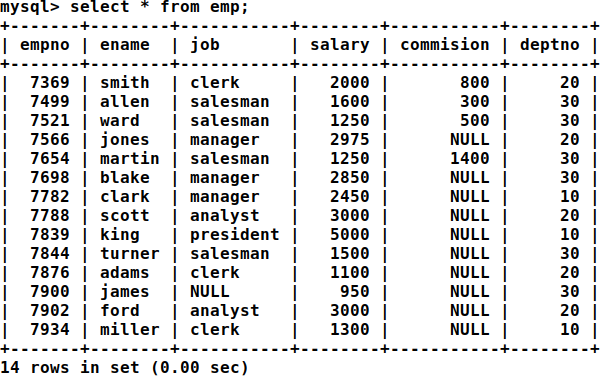 mysql> select * from emp;
+-------+--------+-----------+--------+-----------+--------+
| empno | ename  | job       | salary | commision | deptno |
+-------+--------+-----------+--------+-----------+--------+
|  7369 | smith  | clerk     |   2000 |       800 |     20 |
|  7499 | allen  | salesman  |   1600 |       300 |     30 |
|  7521 | ward   | salesman  |   1250 |       500 |     30 |
|  7566 | jones  | manager   |   2975 |      NULL |     20 |
|  7654 | martin | salesman  |   1250 |      1400 |     30 |
|  7698 | blake  | manager   |   2850 |      NULL |     30 |
|  7782 | clark  | manager   |   2450 |      NULL |     10 |
|  7788 | scott  | analyst   |   3000 |      NULL |     20 |
|  7839 | king   | president |   5000 |      NULL |     10 |
|  7844 | turner | salesman  |   1500 |      NULL |     30 |
|  7876 | adams  | clerk     |   1100 |      NULL |     20 |
|  7900 | james  | NULL      |    950 |      NULL |     30 |
|  7902 | ford   | analyst   |   3000 |      NULL |     20 |
|  7934 | miller | clerk     |   1300 |      NULL |     10 |
+-------+--------+-----------+--------+-----------+--------+
14 rows in set (0.00 sec)